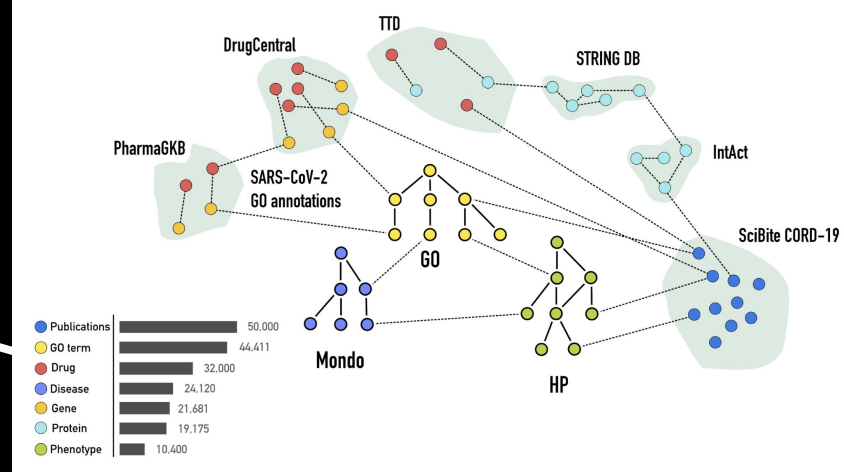 TTD
DrugCentral
STRING DB
PharmaGKB
IntAct
SARS-CoV-2
GO annotations
SciBite CORD-19
GO
Mondo
HP
Publications 50,000
GO term 44,411
Drug 32,000
Disease 24,120
Gene 21,681
Protein 19,175
Phenotype 10,400